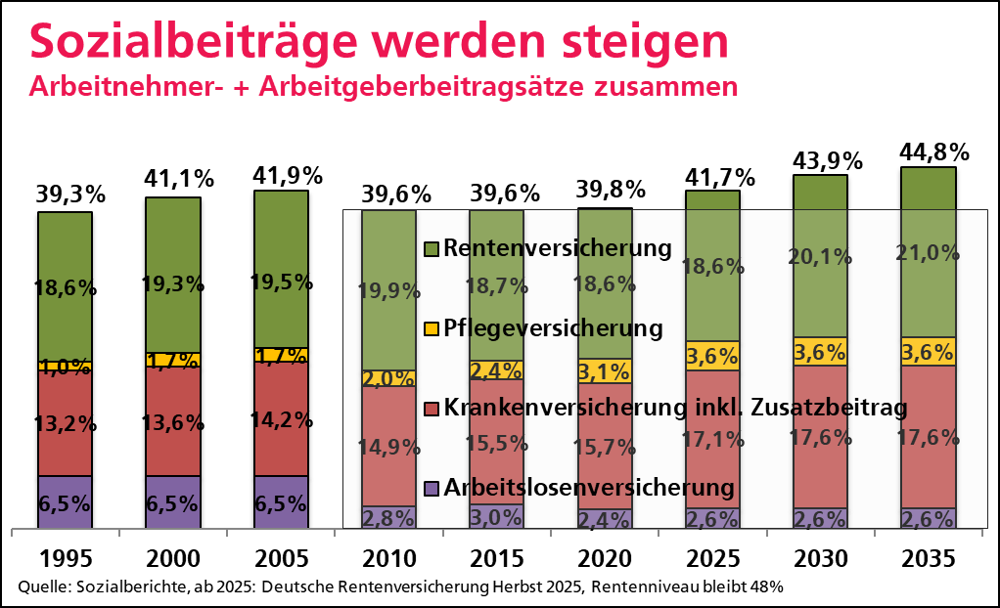 Sozialbeiträge werden steigen
Arbeitnehmer- + Arbeitgeberbeitragsätze zusammen
39,3% 41,1% 41,9% 39,6% 39,6% 39,8% 41,7% 43,9% 44,8%
Rentenversicherung
18,6% 19,3% 19,5% 19,9% 18,7% 18,6% 18,6% 20,1% 21,0%
Pflegeversicherung
1,0% 1,7% 1,7% 2,0% 2,4% 3,1% 3,6% 3,6% 3,6%
Krankenversicherung inkl. Zusatzbeitrag
13,2% 13,6% 14,2% 14,9% 15,5% 15,7% 17,1% 17,6% 17,6%
Arbeitslosenversicherung
6,5% 6,5% 6,5% 2,8% 3,0% 2,4% 2,6% 2,6% 2,6%
1995 2000 2005 2010 2015 2020 2025 2030 2035
Quelle: Sozialberichte, ab 2025: Deutsche Rentenversicherung Herbst 2025, Rentenniveau bleibt 48%